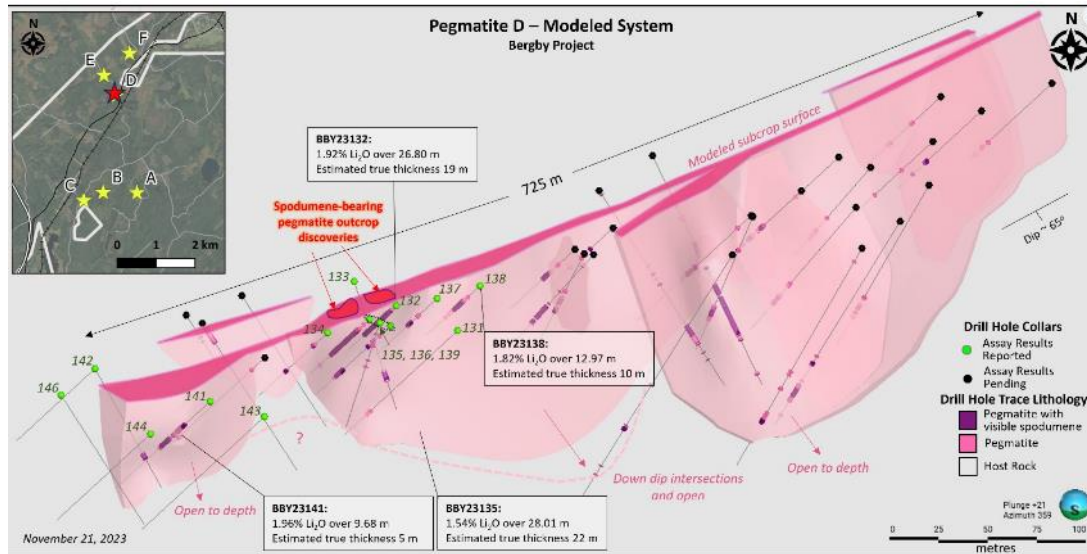 Pegmatite D – Modeled System
Bergby Project
N
F
E
D
C
B
A
0 1 2 km
N
BBY23132:
1.92% Li₂O over 26.80 m
Estimated true thickness 19 m
Modeled subcrop surface
725 m
Spodumene-bearing
pegmatite outcrop
discoveries
Dip ~ 65°
133
132
137
138
134
131
135, 136, 139
BBY23138:
1.82% Li₂O over 12.97 m
Estimated true thickness 10 m
142
146
141
143
144
?
Drill Hole Collars
Assay Results
Reported
Assay Results
Pending
Drill Hole Trace Lithology
Pegmatite with
visible spodumene
Pegmatite
Host Rock
Open to depth
Down dip intersections
and open
Open to depth
BBY23141:
1.96% Li₂O over 9.68 m
Estimated true thickness 5 m
BBY23135:
1.54% Li₂O over 28.01 m
Estimated true thickness 22 m
Plunge +21
Azimuth 359
S
0 25 50 75 100
metres
November 21, 2023